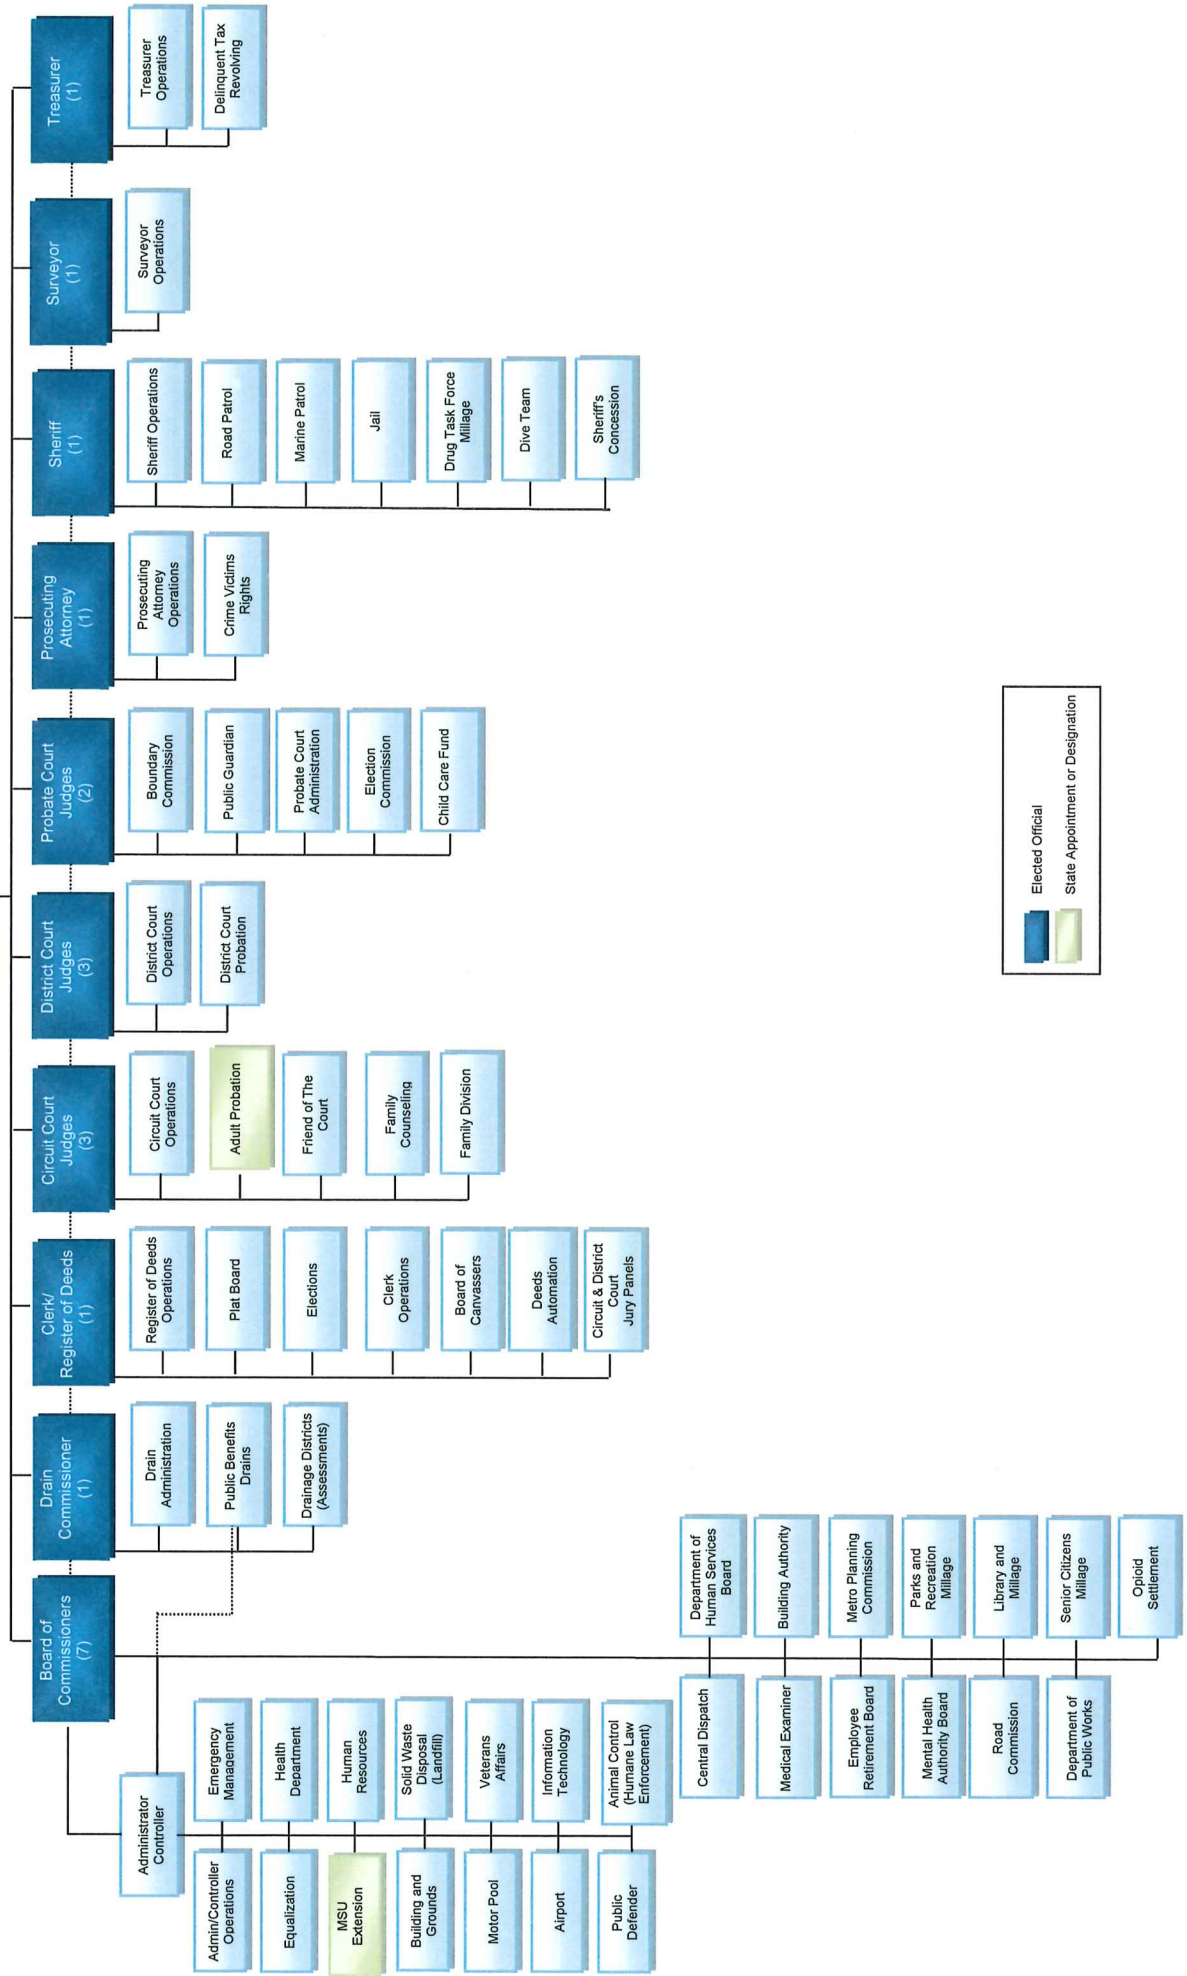 Board of
Commissioners
(7)
Drain
Commissioner
(1)
Clerk/
Register of Deeds
(1)
Circuit Court
Judges
(3)
District Court
Judges
(3)
Probate Court
Judges
(2)
Prosecuting
Attorney
(1)
Sheriff
(1)
Surveyor
(1)
Treasurer
(1)
Administrator
Controller
Admin/Controller
Operations
Emergency
Management
Equalization
Health
Department
MSU
Extension
Human
Resources
Building and
Grounds
Solid Waste
Disposal
(Landfill)
Motor Pool
Veterans
Affairs
Airport
Information
Technology
Public
Defender
Animal Control
(Humane Law
Enforcement)
Central Dispatch
Department of
Human Services
Board
Medical Examiner
Building Authority
Employee
Retirement Board
Metro Planning
Commission
Mental Health
Authority Board
Parks and
Recreation
Millage
Road
Commission
Library and
Millage
Department of
Public Works
Senior Citizens
Millage
Opioid
Settlement
Drain
Administration
Public Benefits
Drains
Drainage Districts
(Assessments)
Register of Deeds
Operations
Plat Board
Elections
Clerk
Operations
Board of
Canvassers
Deeds
Automation
Circuit & District
Court
Jury Panels
Circuit Court
Operations
Adult Probation
Friend of The
Court
Family
Counseling
Family Division
District Court
Operations
District Court
Probation
Boundary
Commission
Public Guardian
Probate Court
Administration
Election
Commission
Child Care Fund
Prosecuting
Attorney
Operations
Crime Victims
Rights
Sheriff Operations
Road Patrol
Marine Patrol
Jail
Drug Task Force
Millage
Dive Team
Sheriff's
Concession
Surveyor
Operations
Treasurer
Operations
Delinquent Tax
Revolving
Elected Official
State Appointment or Designation